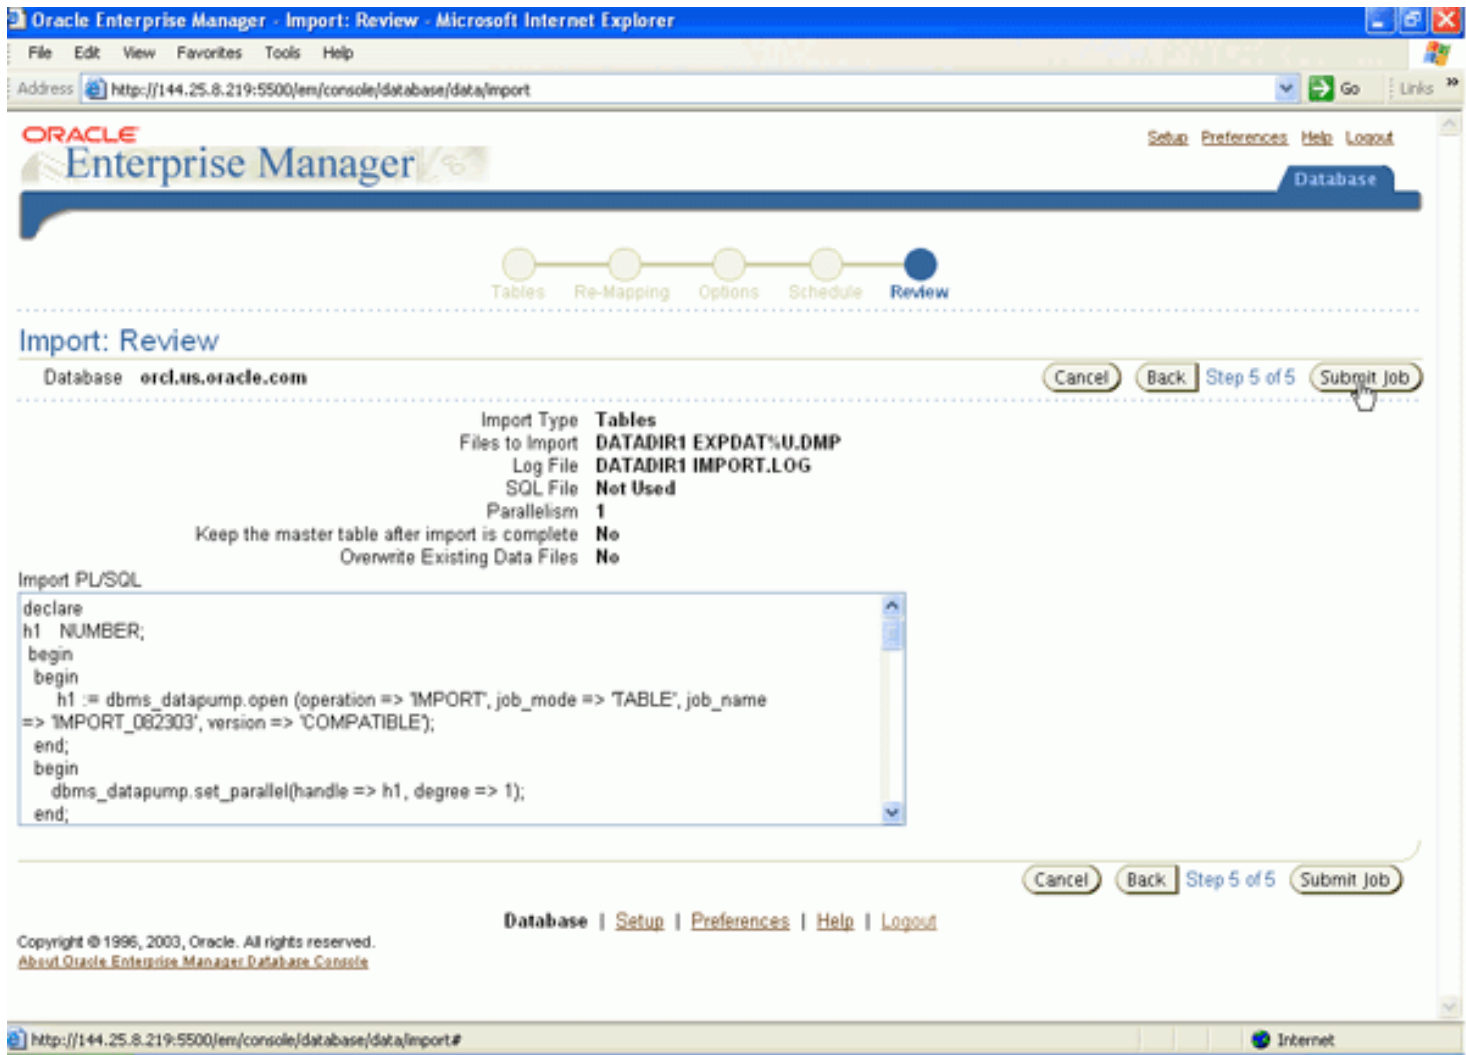 Oracle Enterprise Manager - Import: Review - Microsoft Internet Explorer
File Edit View Favorites Tools Help
Address http://144.25.8.219:5500/em/console/database/data/import Go Links »
ORACLE
Enterprise Manager
Setup Preferences Help Logout
Database
Tables Re-Mapping Options Schedule Review
Import: Review
Database orcl.us.oracle.com
Cancel Back Step 5 of 5 Submit Job
Import Type Tables
Files to Import DATADIR1 EXPDAT%U.DMP
Log File DATADIR1 IMPORT.LOG
SQL File Not Used
Parallelism 1
Keep the master table after import is complete No
Overwrite Existing Data Files No
Import PL/SQL
declare
h1 NUMBER;
begin
begin
h1 := dbms_datapump.open (operation => 'IMPORT', job_mode => 'TABLE', job_name
=> 'IMPORT_082303', version => 'COMPATIBLE');
end;
begin
dbms_datapump.set_parallel(handle => h1, degree => 1);
end;
Cancel Back Step 5 of 5 Submit Job
Database | Setup | Preferences | Help | Logout
Copyright © 1996, 2003, Oracle. All rights reserved.
About Oracle Enterprise Manager Database Console
http://144.25.8.219:5500/em/console/database/data/import#
Internet